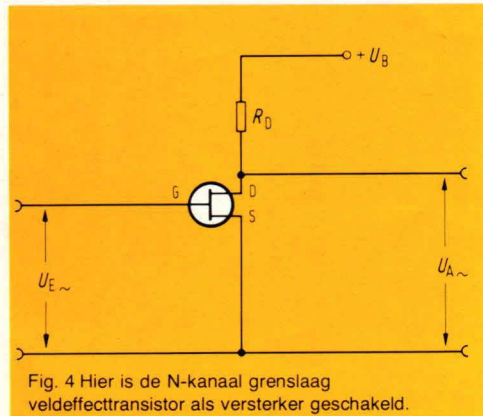 + U_B
R_D
G
D
S
U_E~
U_A~
Fig. 4 Hier is de N-kanaal grenslaag
veldeffecttransistor als versterker geschakeld.